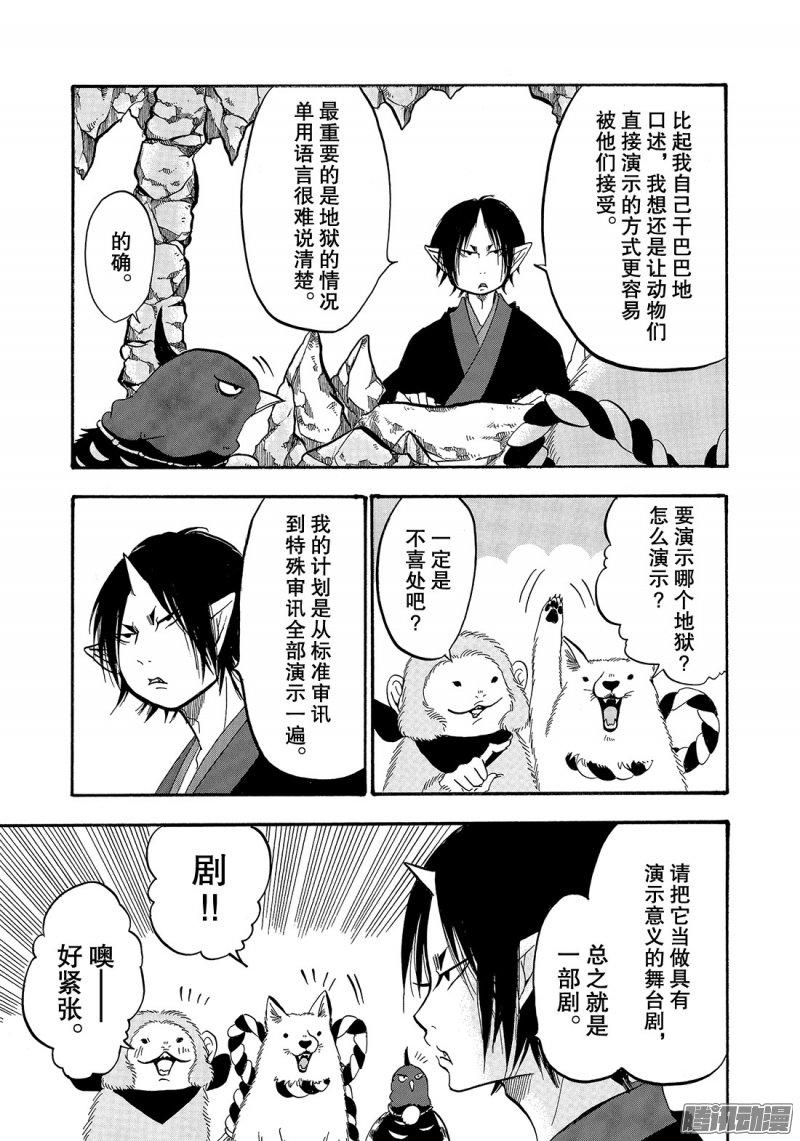 比起我自己干巴巴地
口述，我想还是让动物们
直接演示的方式更容易
被他们接受。
最重要的是地狱的情况
单用语言很难说清楚。
的确。
要演示哪个地狱？
怎么演示？
一定是
不喜处吧？
我的计划是从标准审讯
到特殊审讯全部演示一遍。
请把它当做具有
演示意义的舞台剧，
总之就是
一部剧。
剧!!
噢——
好紧张。
腾讯动漫